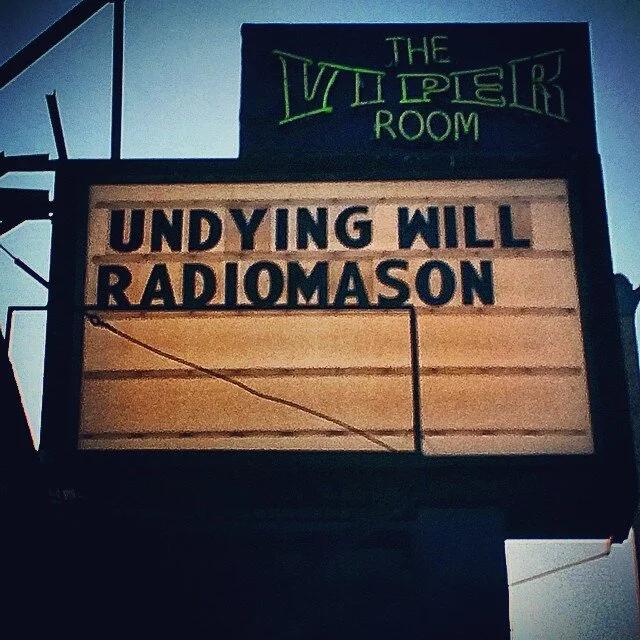 THE
VIPER
ROOM
UNDYING WILL
RADIOMASON